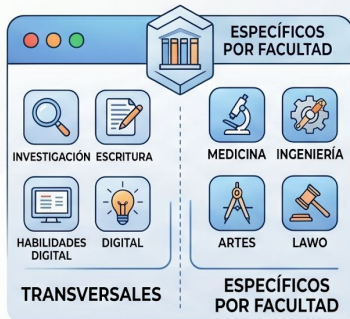 ESPECÍFICOS
POR FACULTAD
INVESTIGACIÓN
ESCRITURA
HABILIDADES
DIGITAL
DIGITAL
TRANSVERSALES
MEDICINA
INGENIERÍA
ARTES
LAWO
ESPECÍFICOS
POR FACULTAD